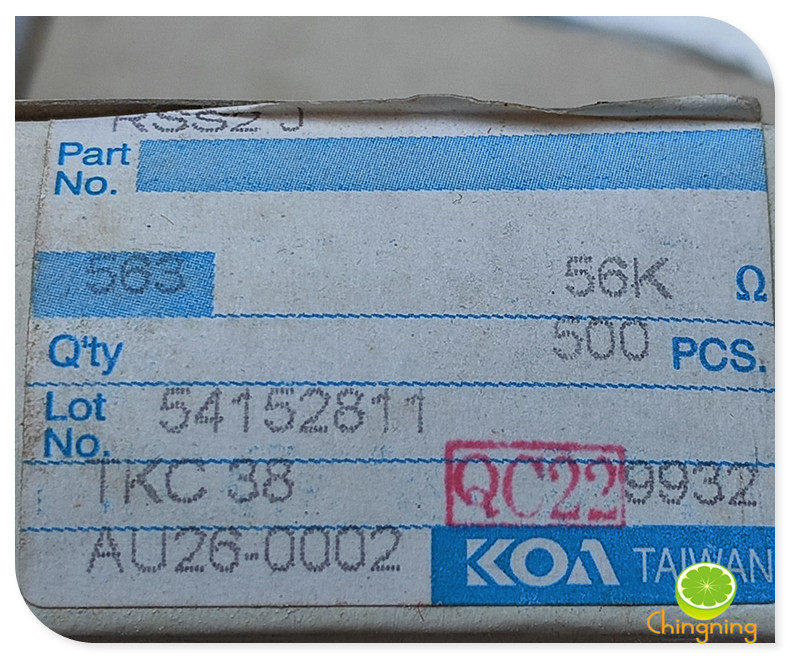 RSS2 J
Part
No.
563 56K Ω
Q'ty 500 PCS.
Lot
No. 54152811
TKC 38 QC22 9932
AU26-0002 KOA TAIWAN
Chingning